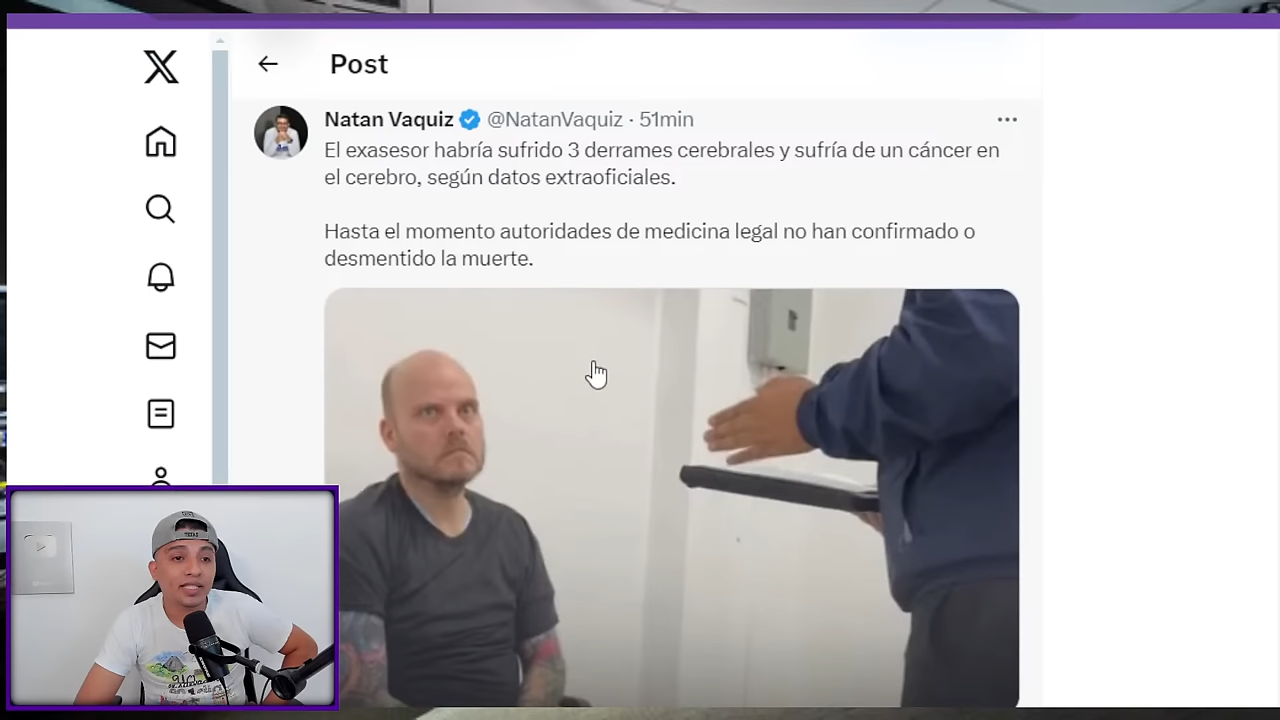 Post
Natan Vaquiz @NatanVaquiz · 51min
El exasesor habría sufrido 3 derrames cerebrales y sufría de un cáncer en
el cerebro, según datos extraoficiales.
Hasta el momento autoridades de medicina legal no han confirmado o
desmentido la muerte.
TEXAS